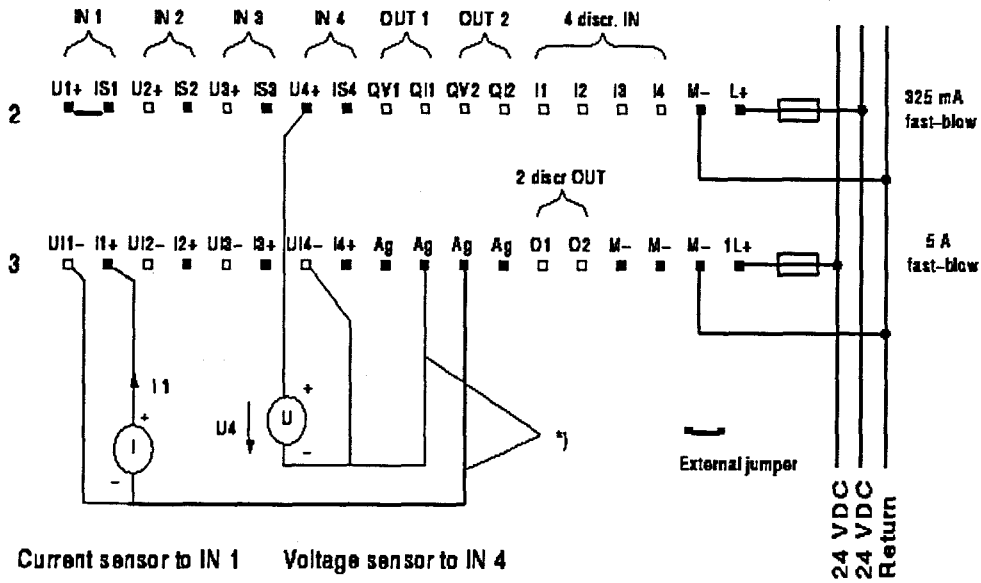 IN 1 IN 2 IN 3 IN 4 OUT 1 OUT 2 4 discr. IN
U1+ IS1 U2+ IS2 U3+ IS3 U4+ IS4 QV1 QI1 QV2 QI2 I1 I2 I3 I4 M- L+
2
325 mA
fast-blow
2 discr OUT
UI1- I1+ UI2- I2+ UI3- I3+ UI4- I4+ Ag Ag Ag Ag O1 O2 M- M- M- 1L+
3
5 A
fast-blow
I1
+
I
-
U4
+
U
-
*)
External jumper
24 VDC
24 VDC
Return
Current sensor to IN 1 Voltage sensor to IN 4